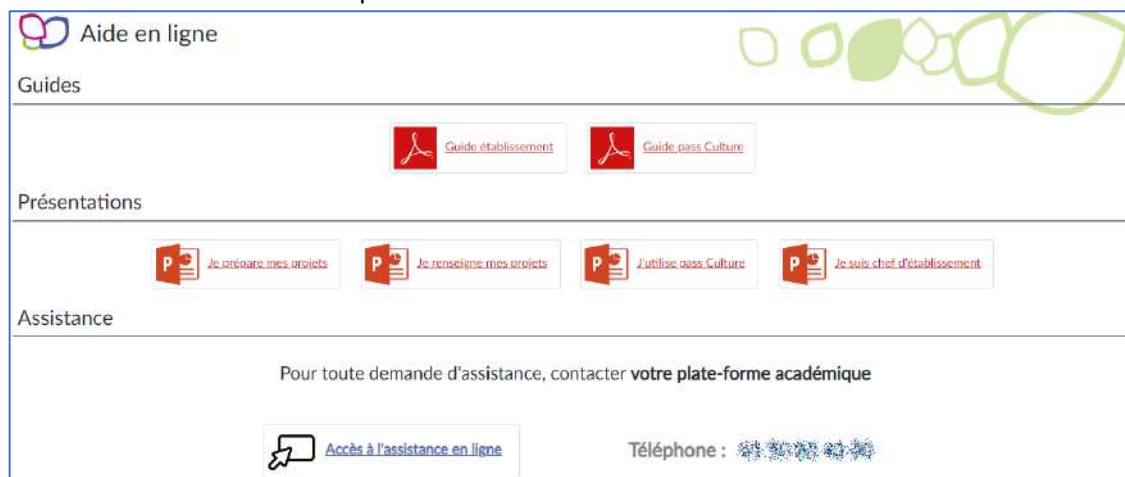 Aide en ligne
Guides
Guide établissement
Guide pass Culture
Présentations
Je prépare mes projets
Je renseigne mes projets
J'utilise pass Culture
Je suis chef d'établissement
Assistance
Pour toute demande d'assistance, contacter votre plate-forme académique
Accès à l'assistance en ligne
Téléphone :